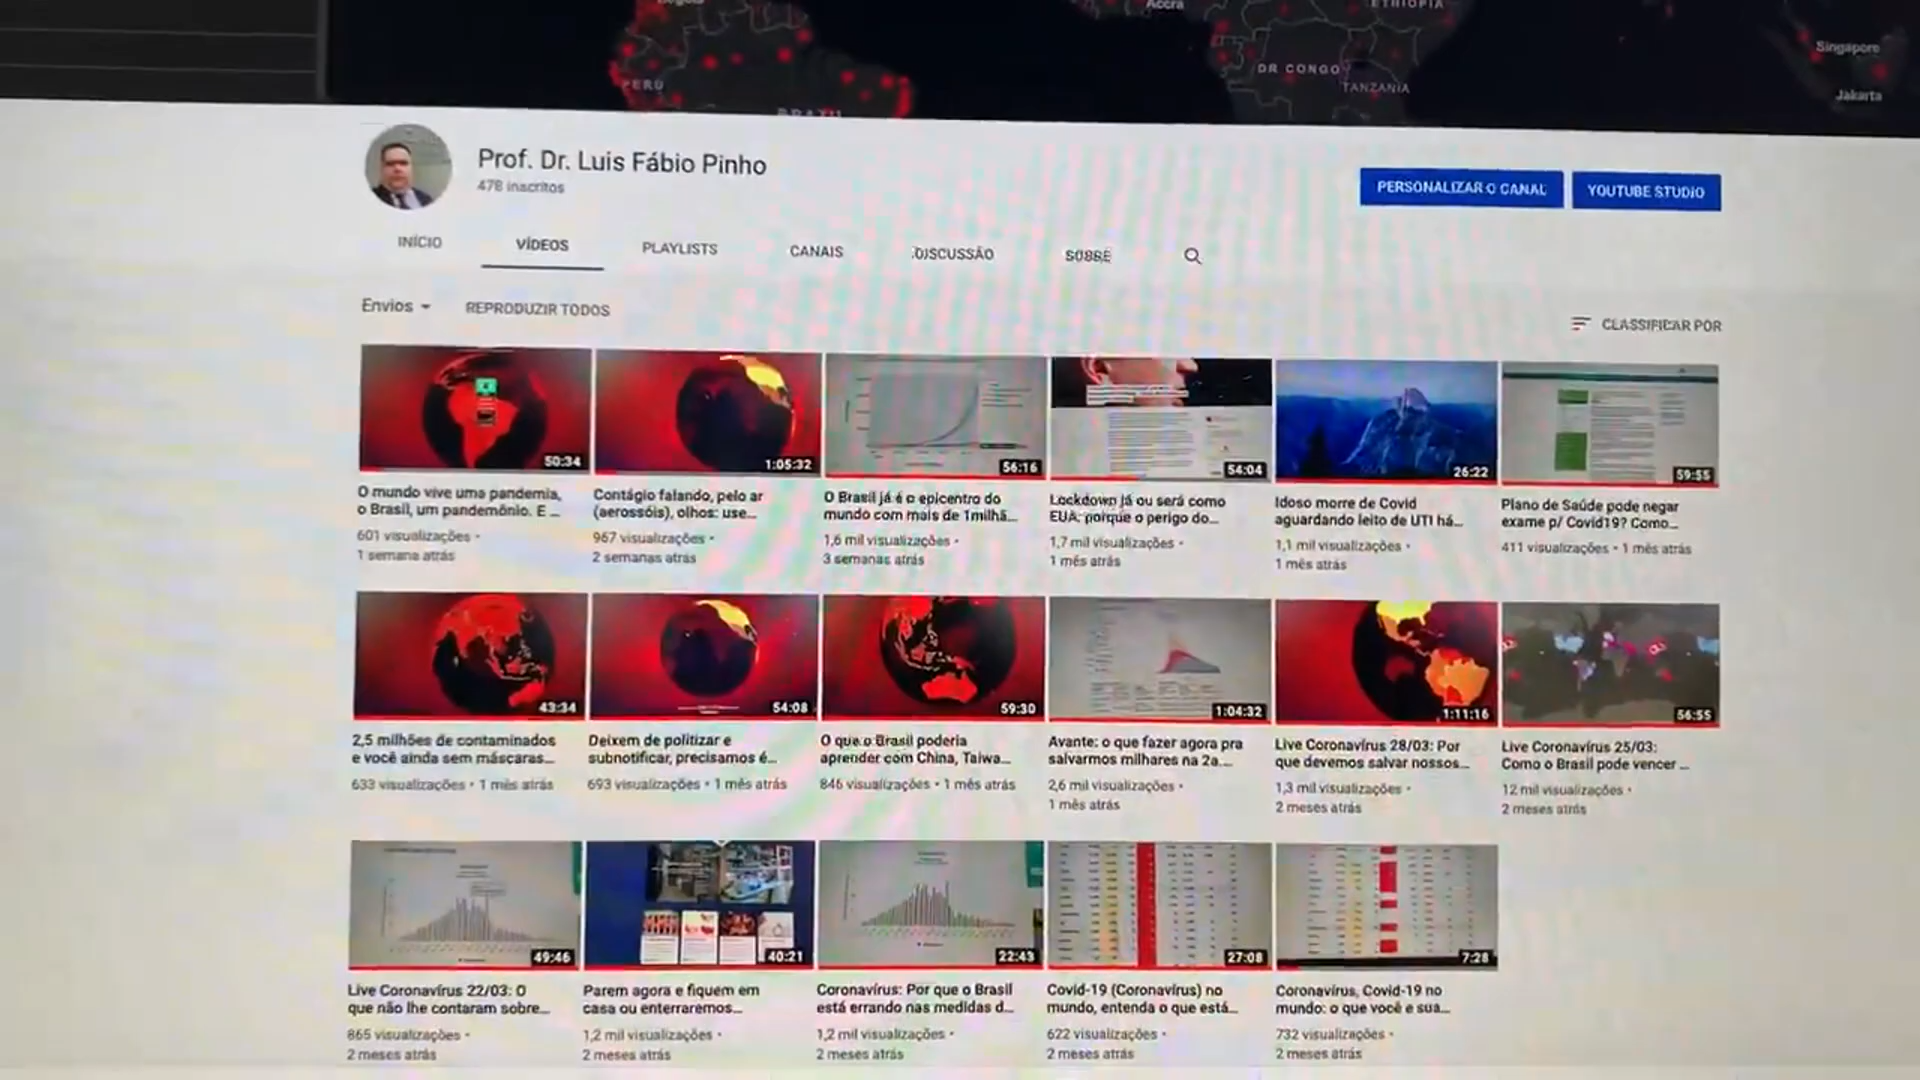 Accra
ETHIOPIA
Singapore
PERU
DR CONGO
TANZANIA
Jakarta
BRAZIL
Prof. Dr. Luis Fábio Pinho
478 inscritos
PERSONALIZAR O CANAL
YOUTUBE STUDIO
INÍCIO
VÍDEOS
PLAYLISTS
CANAIS
DISCUSSÃO
SOBRE
Envios
REPRODUZIR TODOS
CLASSIFICAR POR
50:34
1:05:32
56:16
54:04
26:22
59:55
O mundo vive uma pandemia,
o Brasil, um pandemônio. E ...
601 visualizações •
1 semana atrás
Contágio falando, pelo ar
(aerossóis), olhos: use...
967 visualizações •
2 semanas atrás
O Brasil já é o epicentro do
mundo com mais de 1milhã...
1,6 mil visualizações •
3 semanas atrás
Lockdown já ou será como
EUA: porque o perigo do...
1,7 mil visualizações •
1 mês atrás
Idoso morre de Covid
aguardando leito de UTI há...
1,1 mil visualizações •
1 mês atrás
Plano de Saúde pode negar
exame p/ Covid19? Como...
411 visualizações • 1 mês atrás
43:34
54:08
59:30
1:04:32
1:11:16
56:55
2,5 milhões de contaminados
e você ainda sem máscaras...
633 visualizações • 1 mês atrás
Deixem de politizar e
subnotificar, precisamos é...
693 visualizações • 1 mês atrás
O que o Brasil poderia
aprender com China, Taiwa...
846 visualizações • 1 mês atrás
Avante: o que fazer agora pra
salvarmos milhares na 2a....
2,6 mil visualizações •
1 mês atrás
Live Coronavírus 28/03: Por
que devemos salvar nossos...
1,3 mil visualizações •
2 meses atrás
Live Coronavírus 25/03:
Como o Brasil pode vencer ...
12 mil visualizações •
2 meses atrás
49:46
40:21
22:43
27:08
7:28
Live Coronavírus 22/03: O
que não lhe contaram sobre...
865 visualizações •
2 meses atrás
Parem agora e fiquem em
casa ou enterraremos...
1,2 mil visualizações •
2 meses atrás
Coronavírus: Por que o Brasil
está errando nas medidas d...
1,2 mil visualizações •
2 meses atrás
Covid-19 (Coronavírus) no
mundo, entenda o que está...
622 visualizações •
2 meses atrás
Coronavírus, Covid-19 no
mundo: o que você e sua...
732 visualizações •
2 meses atrás